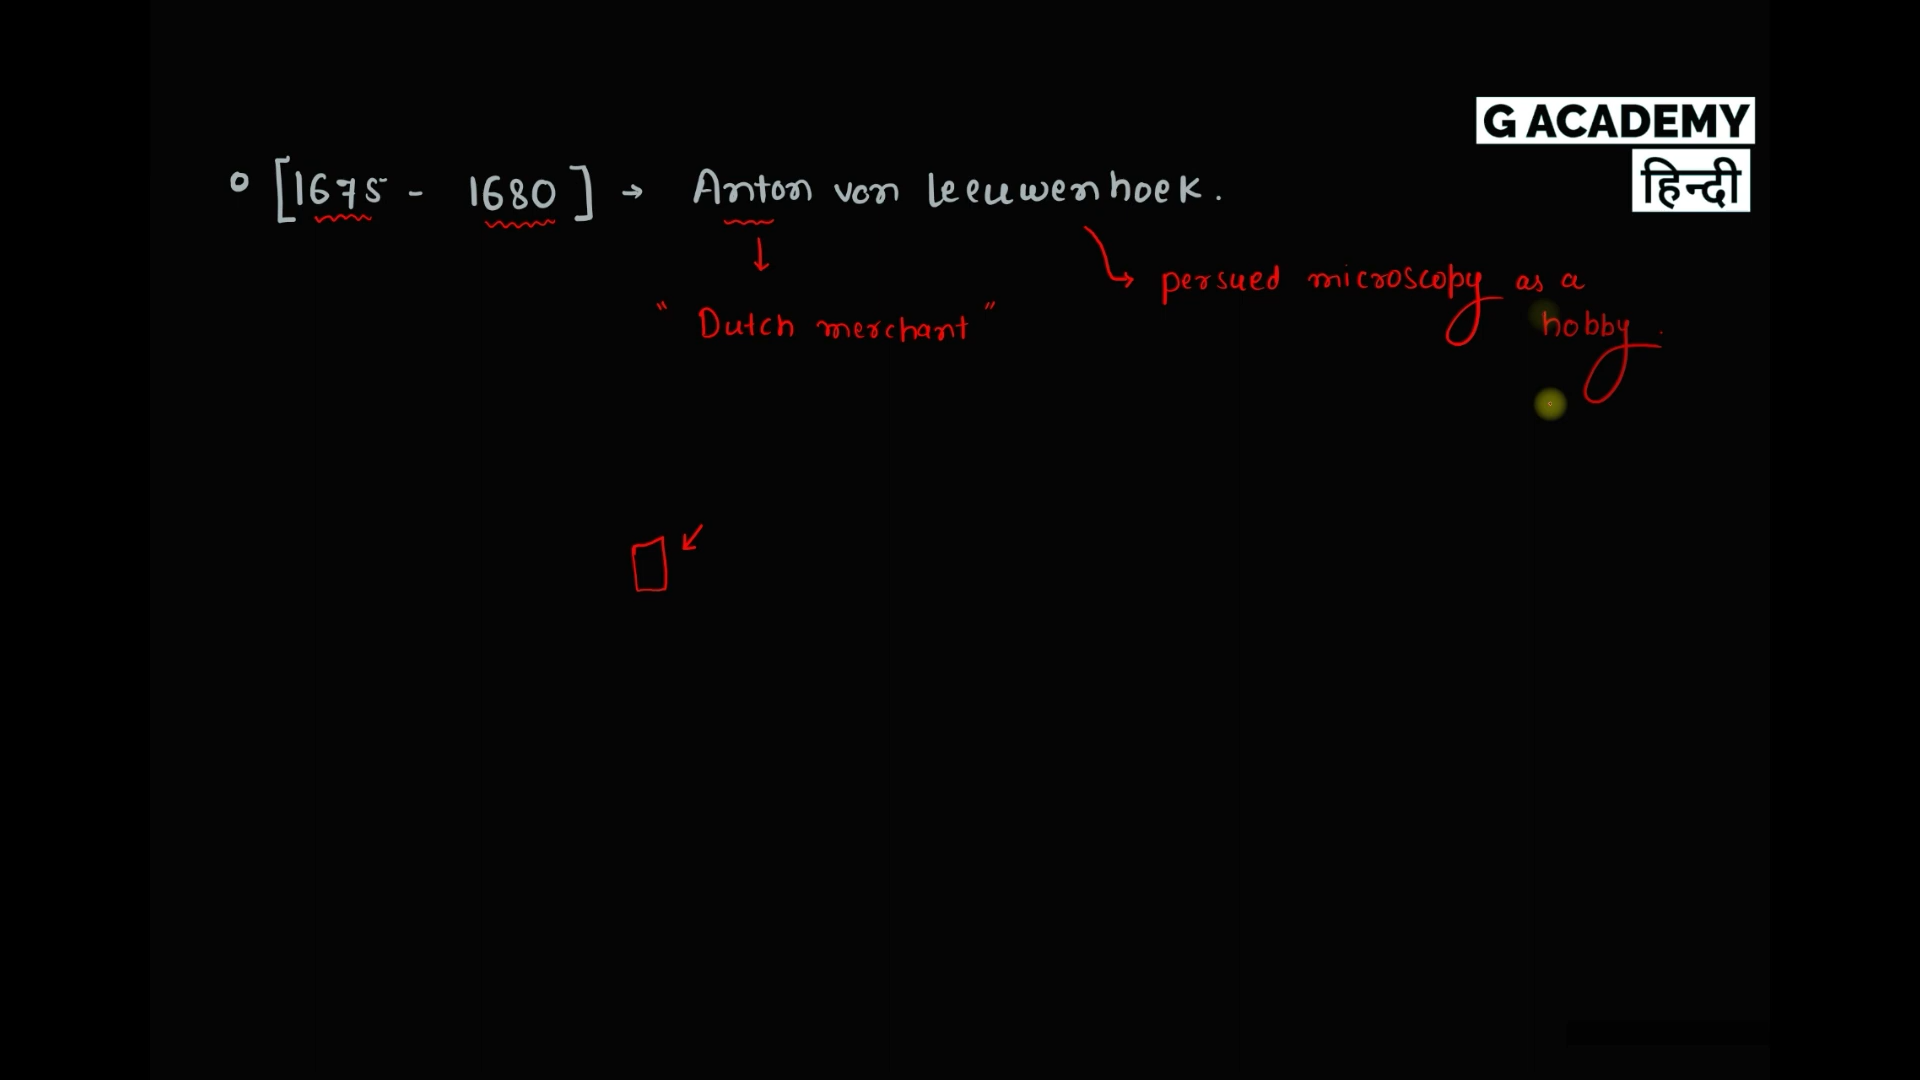 G ACADEMY
हिन्दी
[1675 - 1680] → Anton von leeuwenhoek.
persued microscopy as a
hobby.
" Dutch merchant "